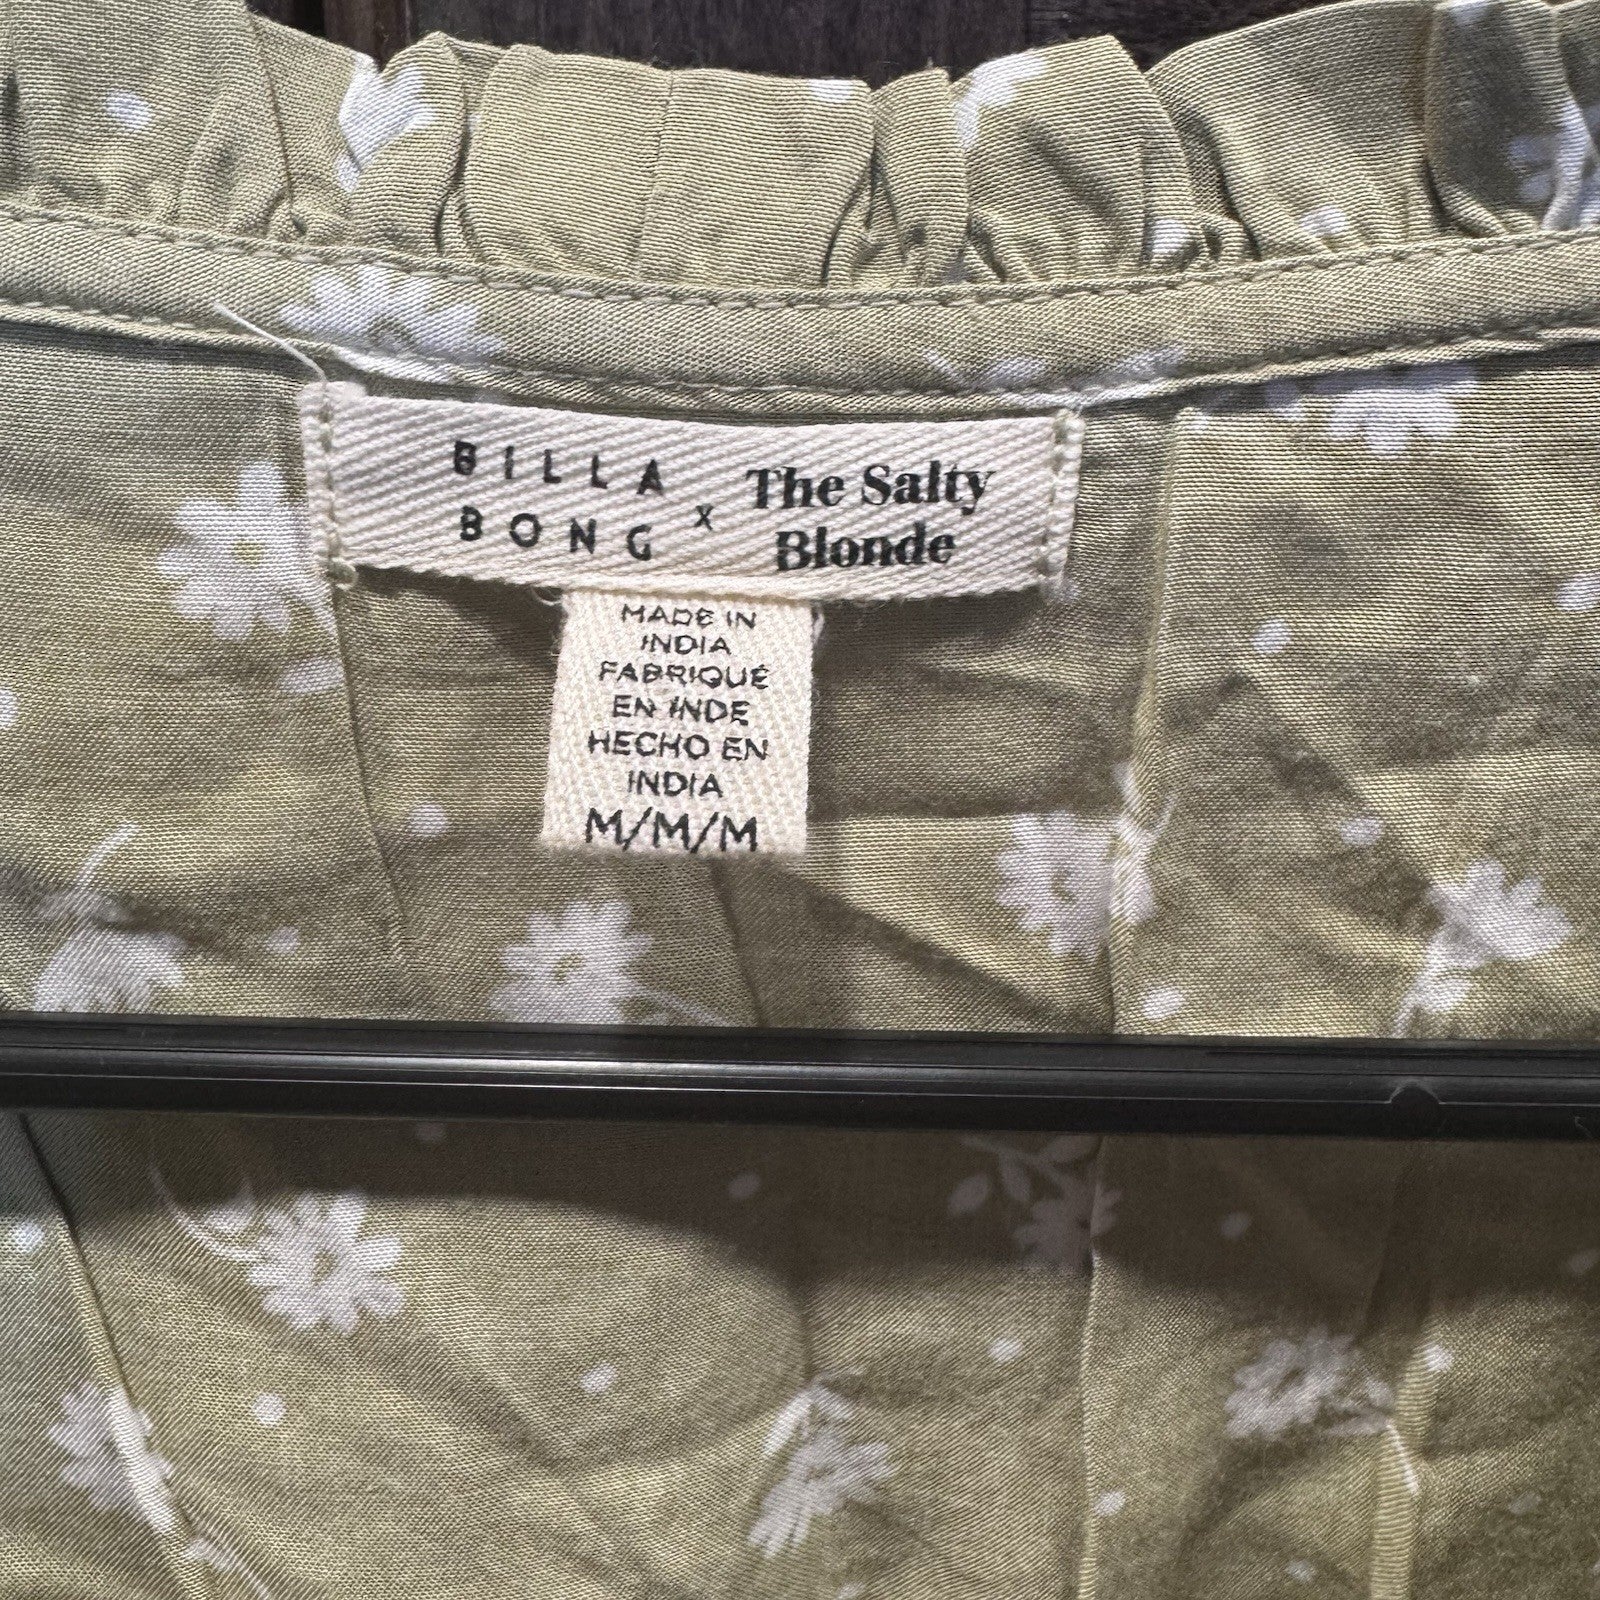 BILLA
BONG
x
The Salty
Blonde
MADE IN
INDIA
FABRIQUÉ
EN INDE
HECHO EN
INDIA
M/M/M